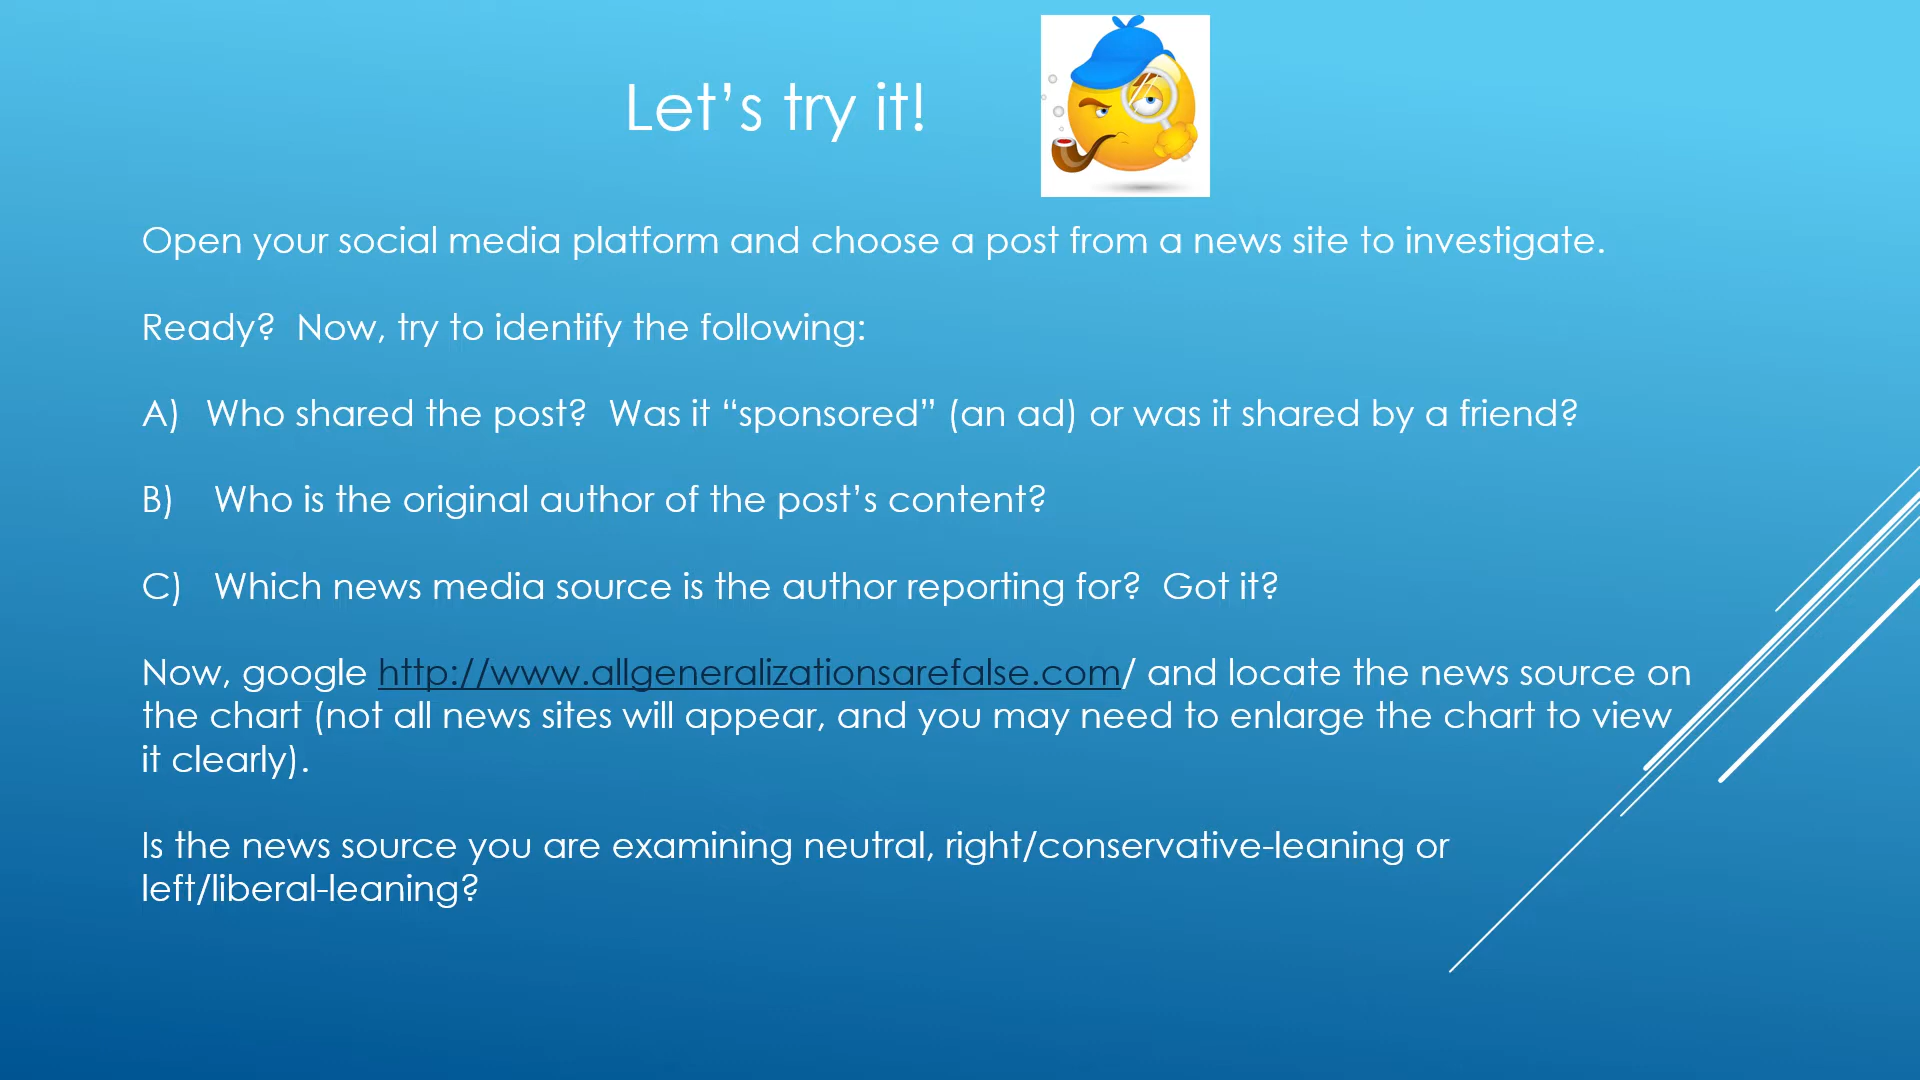 Let’s try it!
Open your social media platform and choose a post from a news site to investigate.
Ready?  Now, try to identify the following:
A)  Who shared the post?  Was it “sponsored” (an ad) or was it shared by a friend?
B)   Who is the original author of the post’s content?
C)   Which news media source is the author reporting for?  Got it?
Now, google http://www.allgeneralizationsarefalse.com/ and locate the news source on
the chart (not all news sites will appear, and you may need to enlarge the chart to view
it clearly).
Is the news source you are examining neutral, right/conservative-leaning or
left/liberal-leaning?